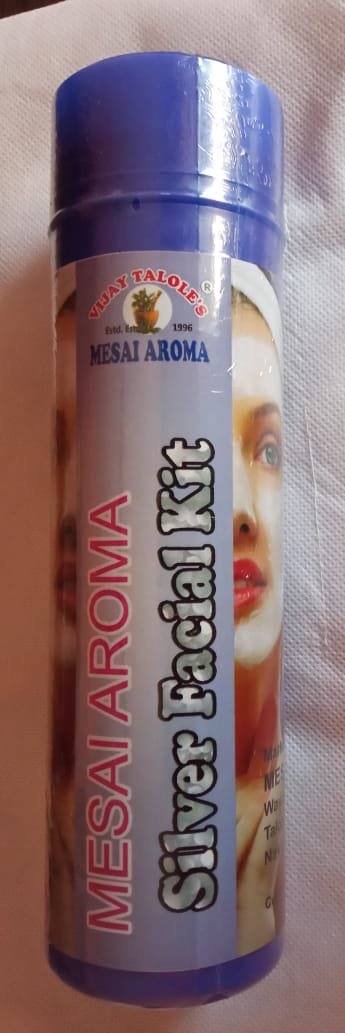 VIJAY TALOLE'S
®
Estd. 1996
MESAI AROMA
MESAI AROMA
Silver Facial Kit